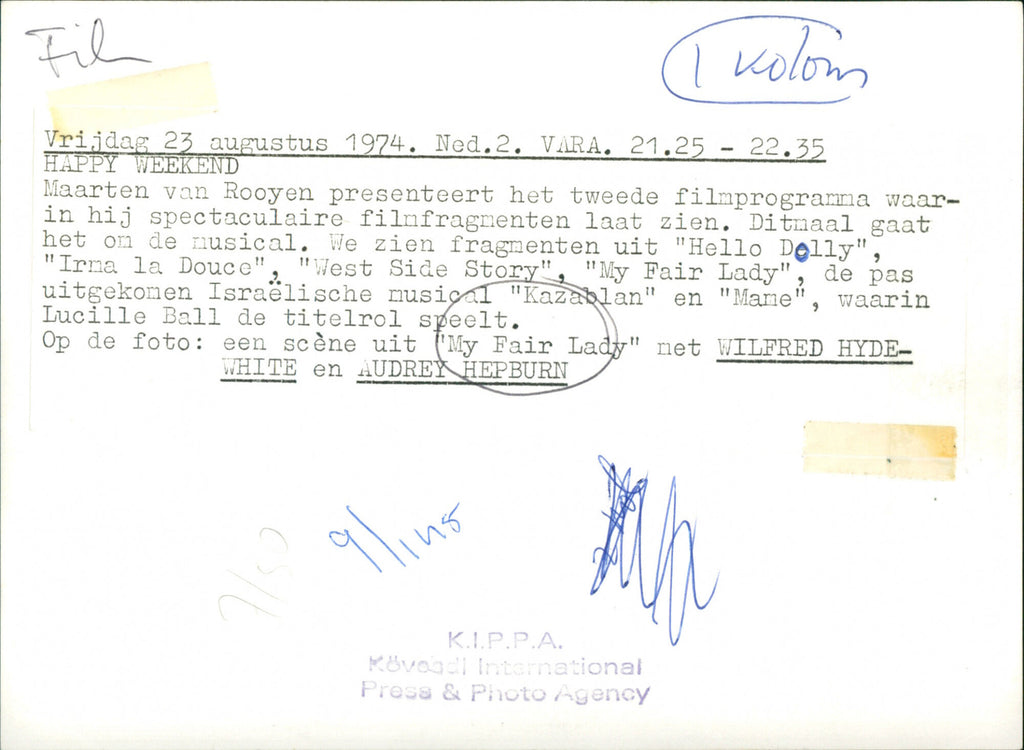 Film
1 kolom
Vrijdag 23 augustus 1974. Ned.2. VARA. 21.25 - 22.35
HAPPY WEEKEND
Maarten van Rooyen presenteert het tweede filmprogramma waar-
in hij spectaculaire filmfragmenten laat zien. Ditmaal gaat
het om de musical. We zien fragmenten uit "Hello Dolly",
"Irma la Douce", "West Side Story", "My Fair Lady", de pas
uitgekomen Israëlische musical "Kazablan" en "Mame", waarin
Lucille Ball de titelrol speelt.
Op de foto: een scène uit "My Fair Lady" met WILFRED HYDE-
WHITE en AUDREY HEPBURN
7/50
K.I.P.P.A.
Kövesdi International
Press & Photo Agency